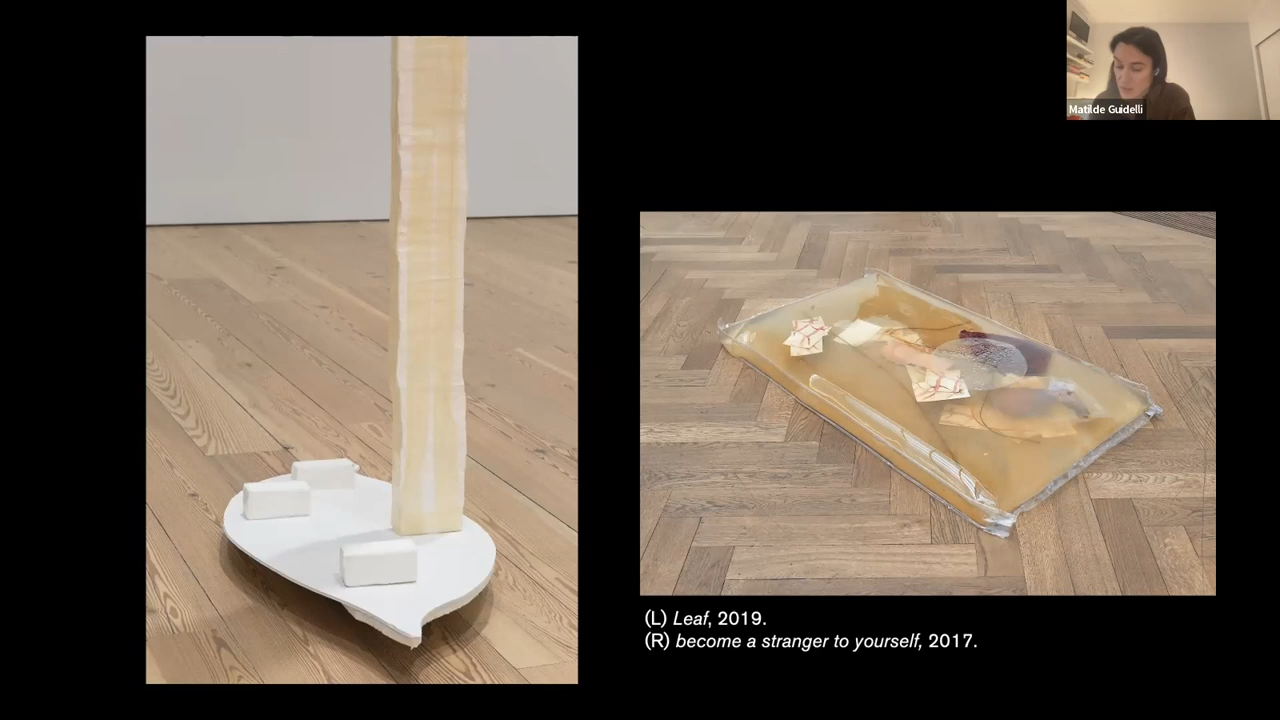 Matilde Guidelli
(L) Leaf, 2019.
(R) become a stranger to yourself, 2017.